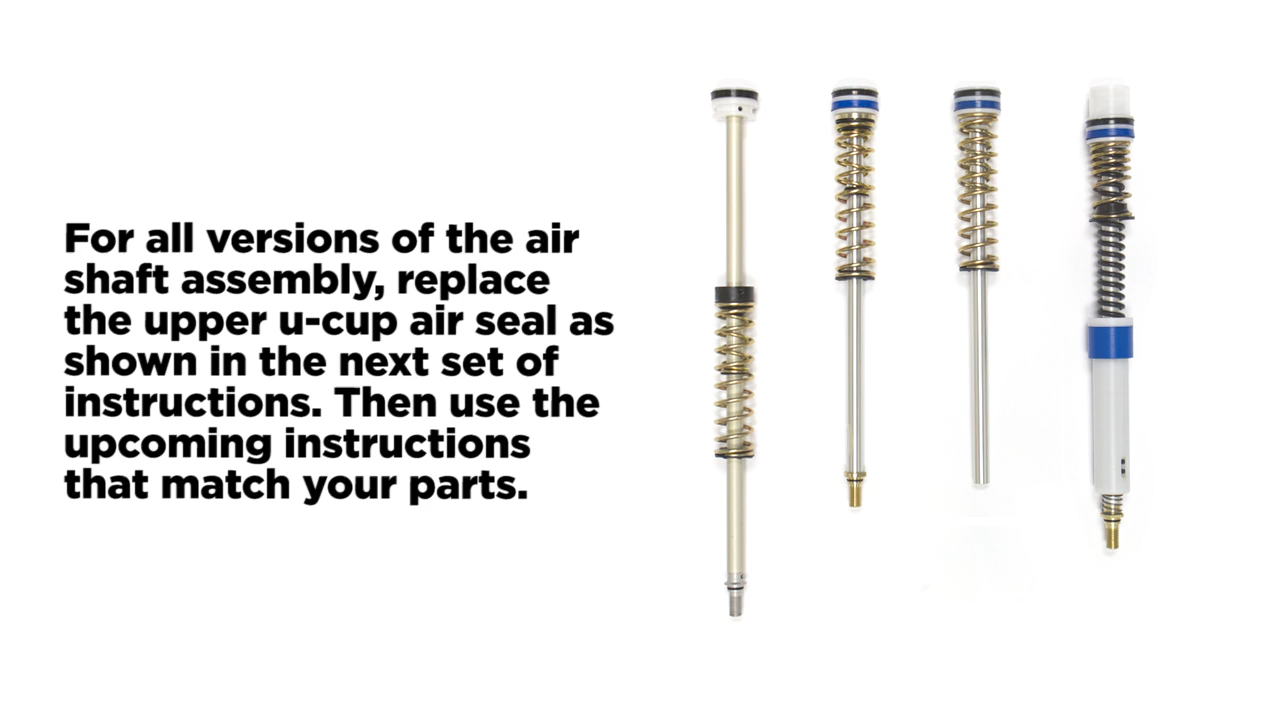 For all versions of the air
shaft assembly, replace
the upper u-cup air seal as
shown in the next set of
instructions. Then use the
upcoming instructions
that match your parts.